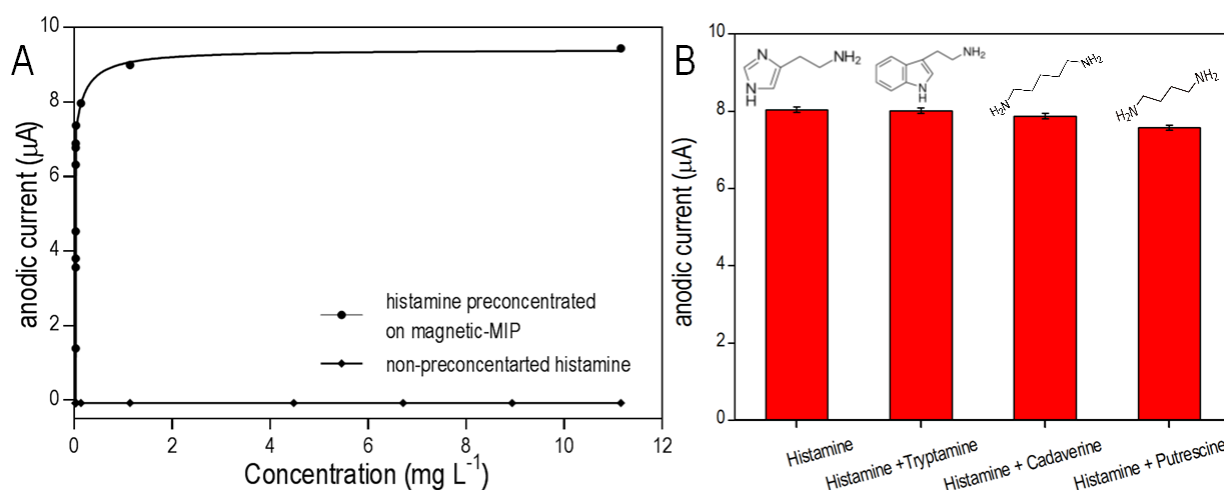 A
10
8
6
4
2
0
anodic current (μA)
histamine preconcentrated
on magnetic-MIP
non-preconcentarted histamine
0 2 4 6 8 10 12
Concentration (mg L⁻¹)
B
10
8
6
4
2
0
anodic current (μA)
N
NH₂
N
H
NH₂
N
H
NH₂
H₂N
NH₂
H₂N
Histamine
Histamine +Tryptamine
Histamine + Cadaverine
Histamine + Putrescine